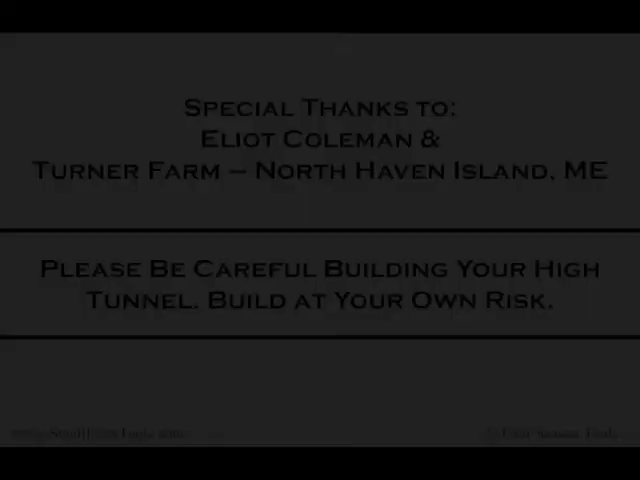 SPECIAL THANKS TO:
ELIOT COLEMAN &
TURNER FARM – NORTH HAVEN ISLAND, ME
PLEASE BE CAREFUL BUILDING YOUR HIGH
TUNNEL. BUILD AT YOUR OWN RISK.